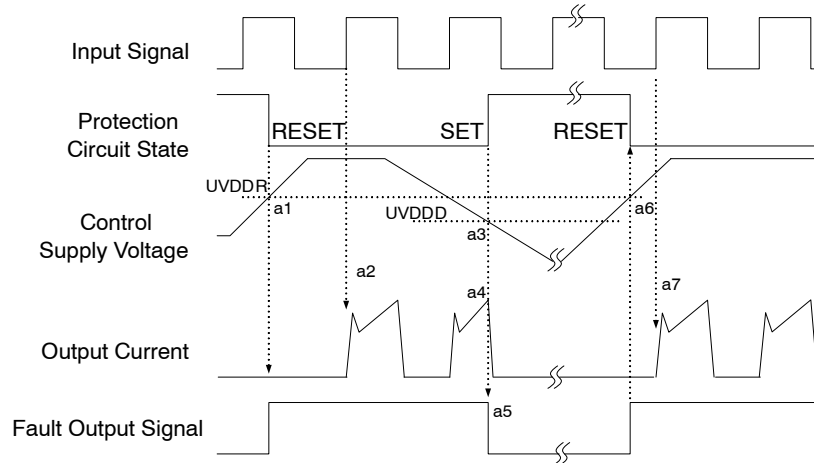 Input Signal
Protection
Circuit State
RESET
SET
RESET
UVDDR
a1
UVDDD
a3
a6
Control
Supply Voltage
a2
a4
a7
Output Current
a5
Fault Output Signal